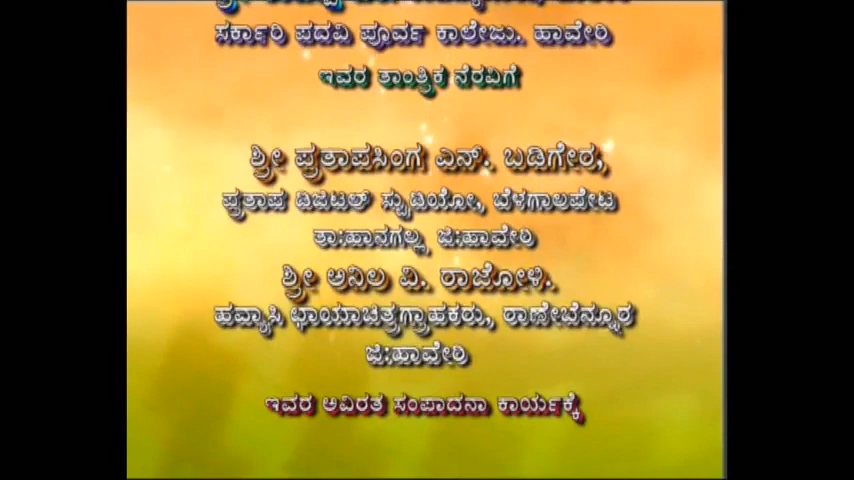 ಸರ್ಕಾರಿ ಪದವಿ ಪೂರ್ವ ಕಾಲೇಜು. ಹಾವೇರಿ
ಇವರ ತಾಂತ್ರಿಕ ನೆರವಿಗೆ
ಶ್ರೀ ಪ್ರತಾಪಸಿಂಗ ಎನ್. ಬಡಿಗೇರ,
ಪ್ರತಾಪ ಡಿಜಿಟಲ್ ಸ್ಟುಡಿಯೋ, ಬೆಳಗಾಲಪೇಟ
ತಾ:ಹಾನಗಲ್ಲ ಜಿ:ಹಾವೇರಿ
ಶ್ರೀ ಅನಿಲ ವಿ. ರಾಜೋಳಿ.
ಹವ್ಯಾಸಿ ಛಾಯಾಚಿತ್ರಗ್ರಾಹಕರು, ರಾಣೇಬೆನ್ನೂರ
ಜಿ:ಹಾವೇರಿ
ಇವರ ಅವಿರತ ಸಂಪಾದನಾ ಕಾರ್ಯಕ್ಕೆ